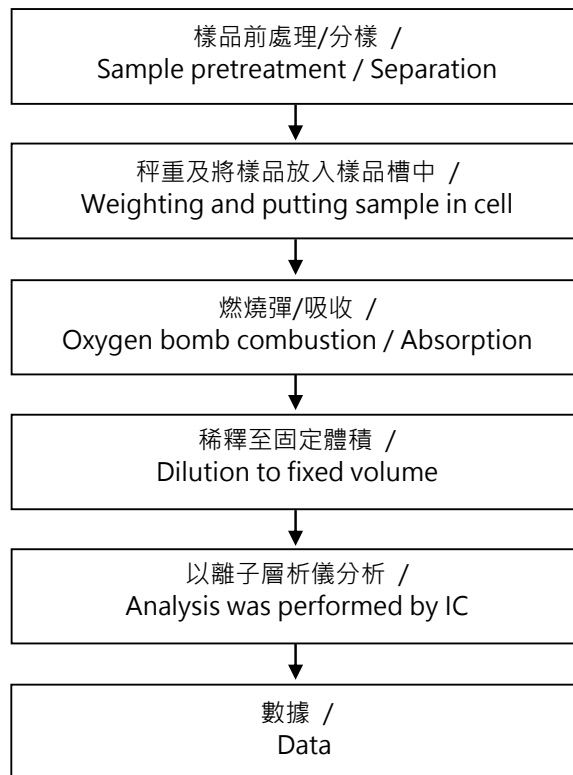 樣品前處理/分樣 /
Sample pretreatment / Separation
秤重及將樣品放入樣品槽中 /
Weighting and putting sample in cell
燃燒彈/吸收 /
Oxygen bomb combustion / Absorption
稀釋至固定體積 /
Dilution to fixed volume
以離子層析儀分析 /
Analysis was performed by IC
數據 /
Data